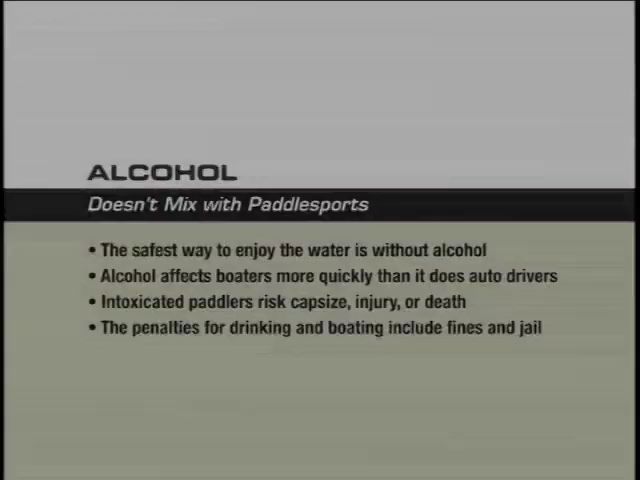 ALCOHOL
Doesn't Mix with Paddlesports
• The safest way to enjoy the water is without alcohol
• Alcohol affects boaters more quickly than it does auto drivers
• Intoxicated paddlers risk capsize, injury, or death
• The penalties for drinking and boating include fines and jail